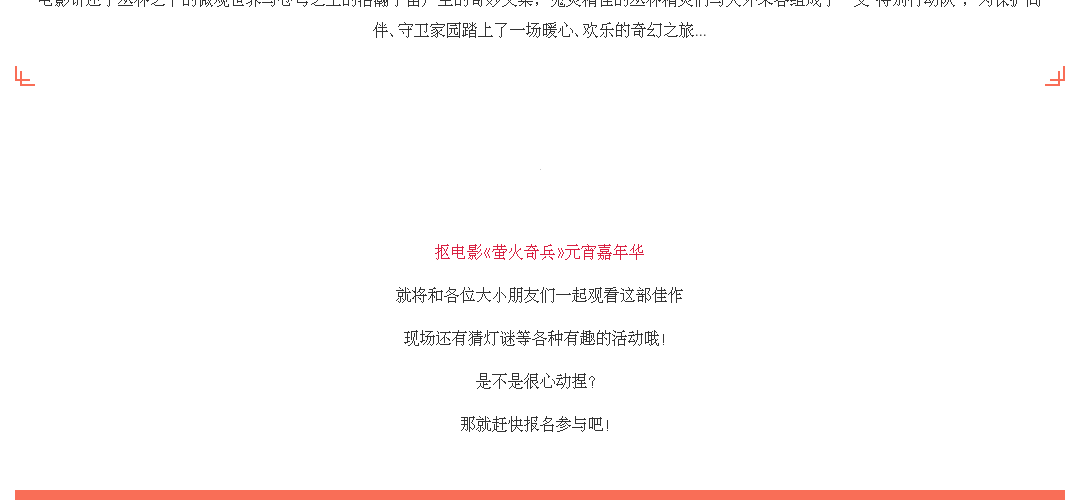 伴、守卫家园踏上了一场暖心、欢乐的奇幻之旅...
抠电影《萤火奇兵》元宵嘉年华
就将和各位大小朋友们一起观看这部佳作
现场还有猜灯谜等各种有趣的活动哦!
是不是很心动捏?
那就赶快报名参与吧!